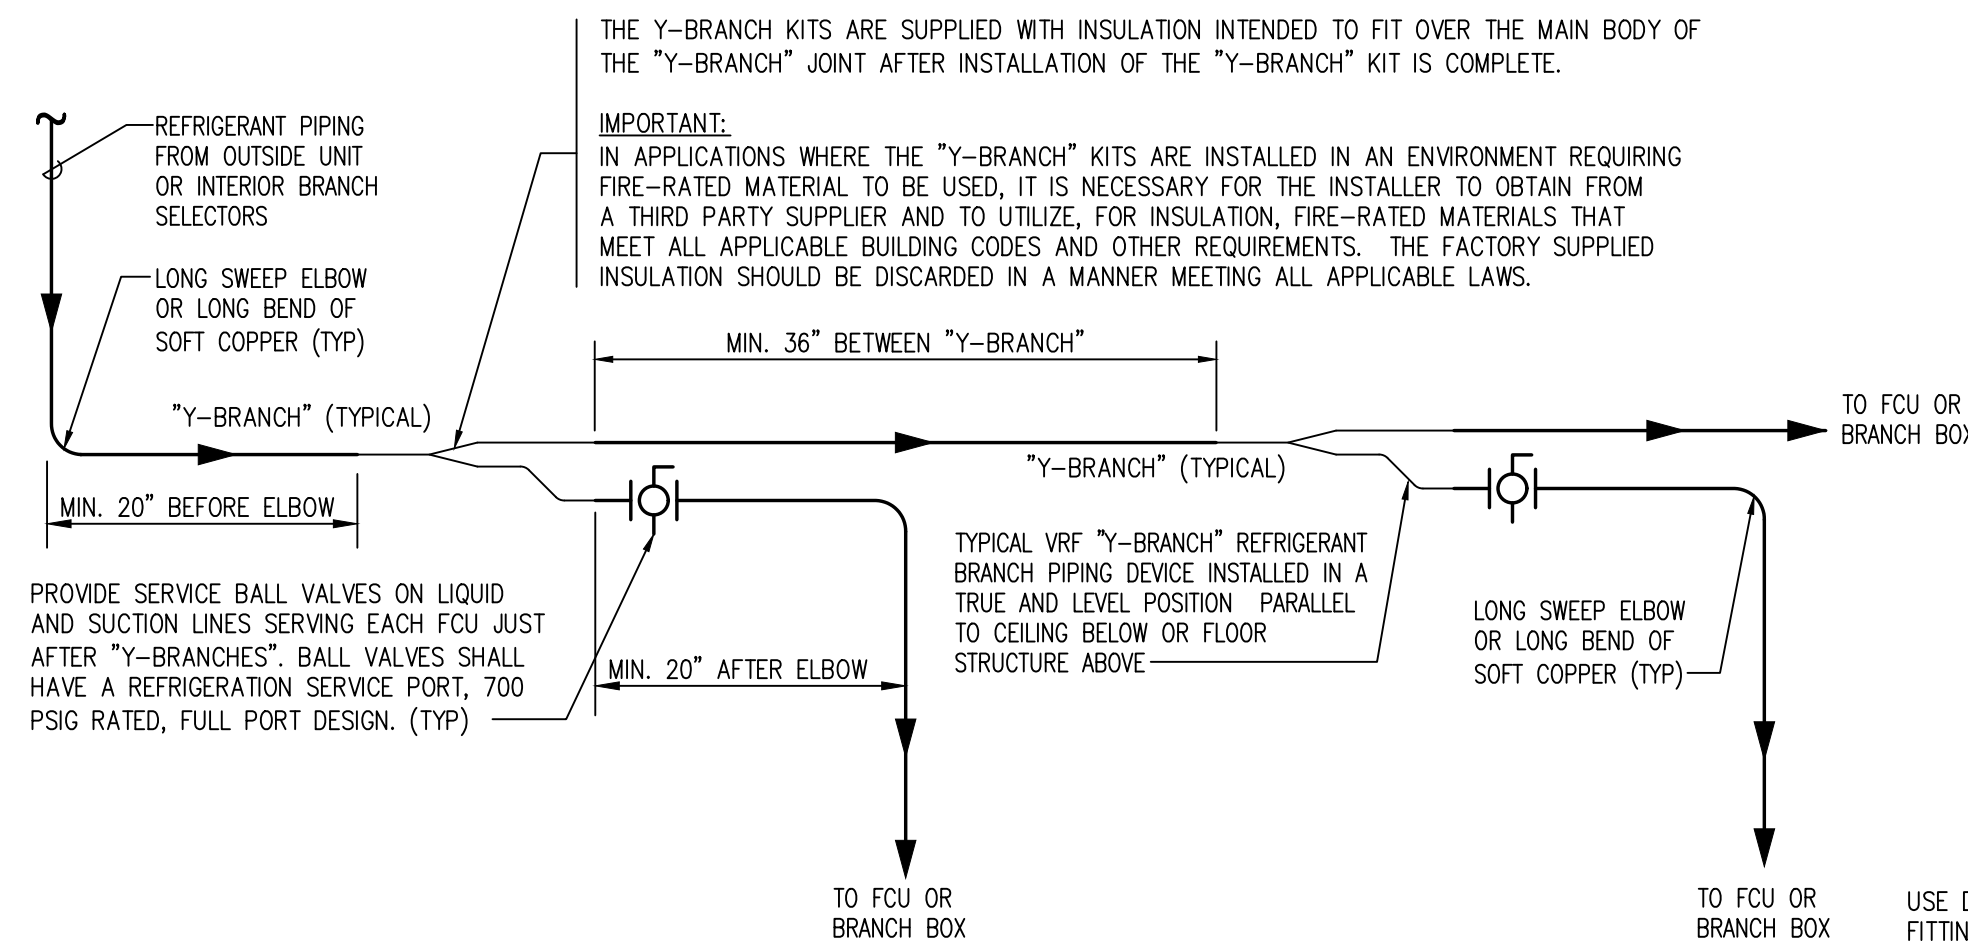 THE Y-BRANCH KITS ARE SUPPLIED WITH INSULATION INTENDED TO FIT OVER THE MAIN BODY OF
THE "Y-BRANCH" JOINT AFTER INSTALLATION OF THE "Y-BRANCH" KIT IS COMPLETE.
IMPORTANT:
IN APPLICATIONS WHERE THE "Y-BRANCH" KITS ARE INSTALLED IN AN ENVIRONMENT REQUIRING
FIRE-RATED MATERIAL TO BE USED, IT IS NECESSARY FOR THE INSTALLER TO OBTAIN FROM
A THIRD PARTY SUPPLIER AND TO UTILIZE, FOR INSULATION, FIRE-RATED MATERIALS THAT
MEET ALL APPLICABLE BUILDING CODES AND OTHER REQUIREMENTS. THE FACTORY SUPPLIED
INSULATION SHOULD BE DISCARDED IN A MANNER MEETING ALL APPLICABLE LAWS.
REFRIGERANT PIPING
FROM OUTSIDE UNIT
OR INTERIOR BRANCH
SELECTORS
LONG SWEEP ELBOW
OR LONG BEND OF
SOFT COPPER (TYP)
MIN. 36" BETWEEN "Y-BRANCH"
"Y-BRANCH" (TYPICAL)
TO FCU OR
BRANCH BOX
"Y-BRANCH" (TYPICAL)
MIN. 20" BEFORE ELBOW
TYPICAL VRF "Y-BRANCH" REFRIGERANT
BRANCH PIPING DEVICE INSTALLED IN A
TRUE AND LEVEL POSITION PARALLEL
TO CEILING BELOW OR FLOOR
STRUCTURE ABOVE
PROVIDE SERVICE BALL VALVES ON LIQUID
AND SUCTION LINES SERVING EACH FCU JUST
AFTER "Y-BRANCHES". BALL VALVES SHALL
HAVE A REFRIGERATION SERVICE PORT, 700
PSIG RATED, FULL PORT DESIGN. (TYP)
MIN. 20" AFTER ELBOW
LONG SWEEP ELBOW
OR LONG BEND OF
SOFT COPPER (TYP)
TO FCU OR
BRANCH BOX
TO FCU OR
BRANCH BOX
USE